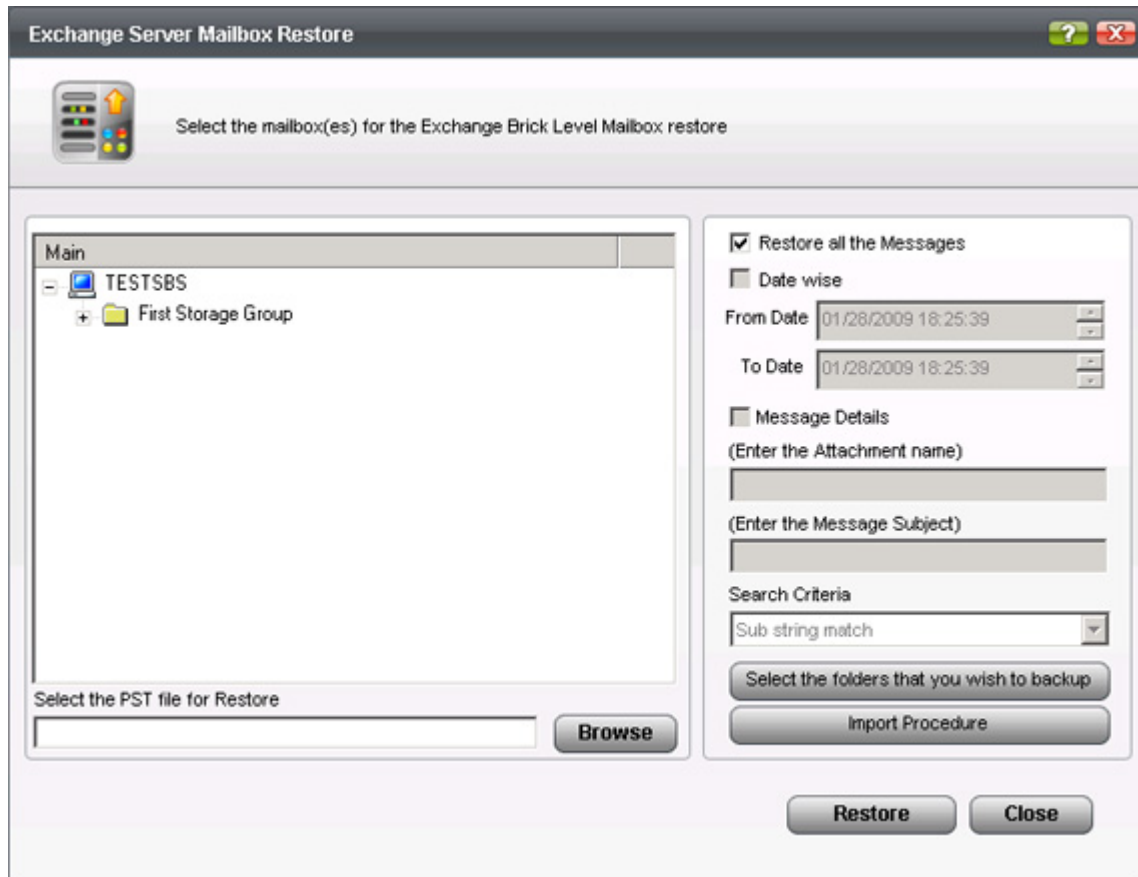 Exchange Server Mailbox Restore
?
X
Select the mailbox(es) for the Exchange Brick Level Mailbox restore
Main
TESTSBS
First Storage Group
Select the PST file for Restore
Browse
Restore all the Messages
Date wise
From Date 01/28/2009 18:25:39
To Date 01/28/2009 18:25:39
Message Details
(Enter the Attachment name)
(Enter the Message Subject)
Search Criteria
Sub string match
Select the folders that you wish to backup
Import Procedure
Restore
Close